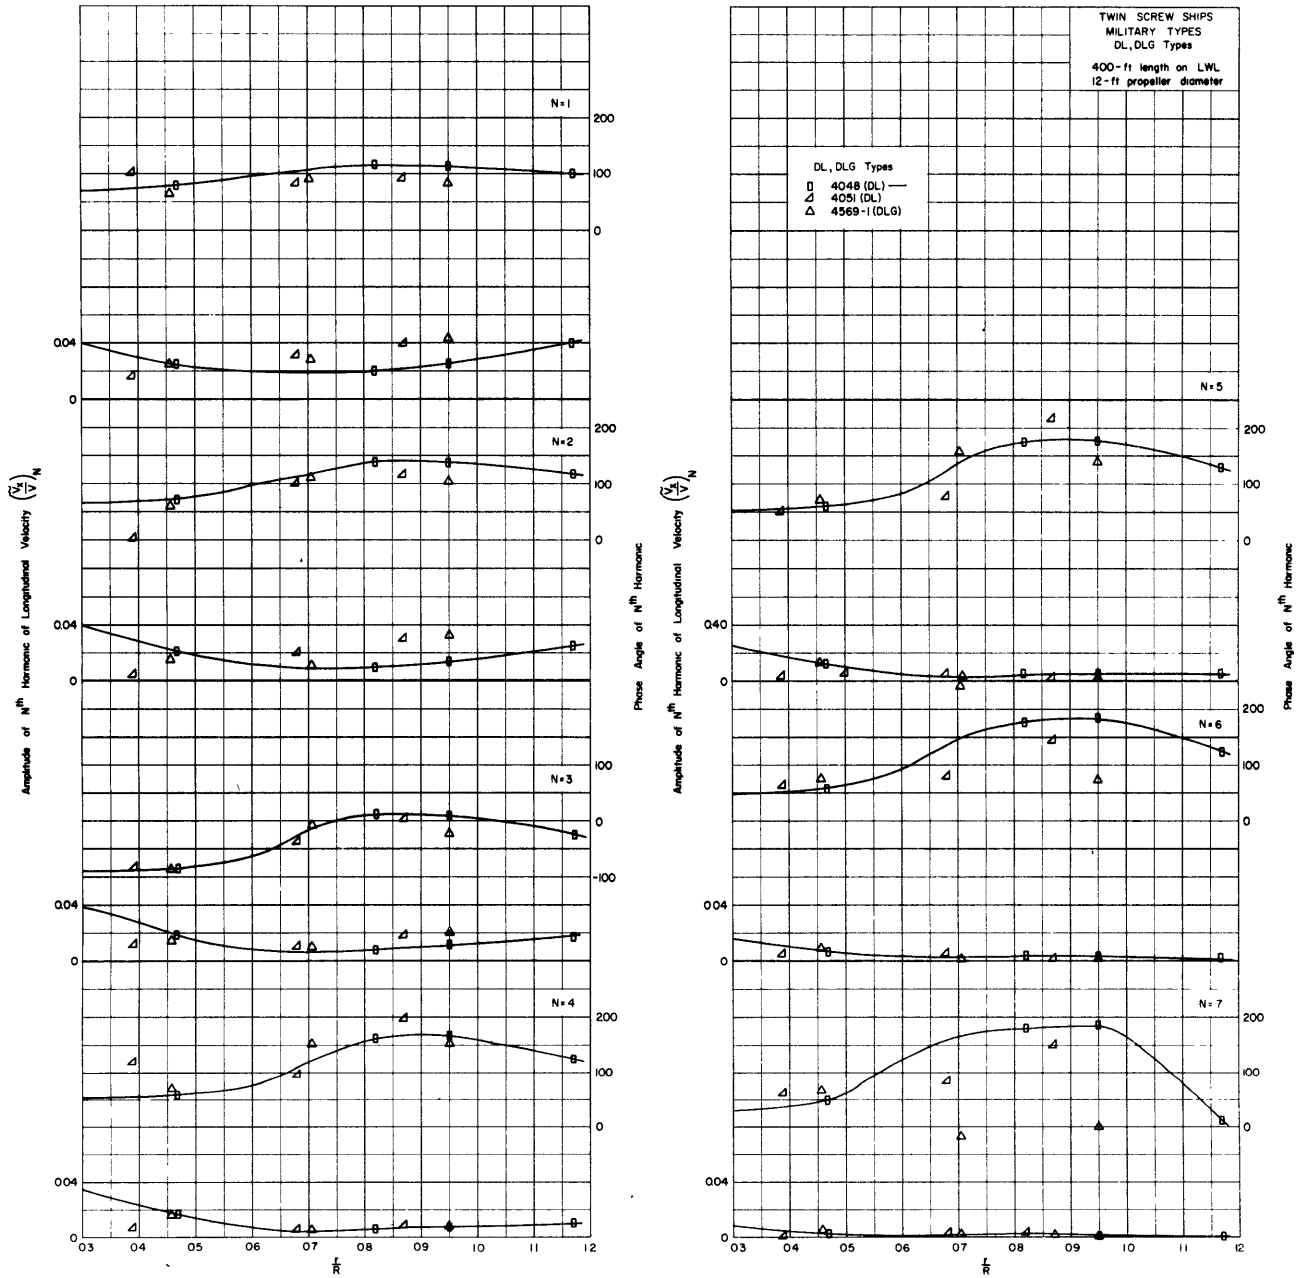 TWIN SCREW SHIPS
MILITARY TYPES
DL, DLG Types
400-ft length on LWL
12-ft propeller diameter
DL, DLG Types
4048 (DL)
4051 (DL)
4569-1 (DLG)
N=1
200
100
0
0.04
0
N=2
200
100
0
0.04
0
N=3
100
0
-100
0.04
0
N=4
200
100
0
0.04
0
03 04 05 06 07 08 09 10 11 12
r/R
Amplitude of Nth Harmonic of Longitudinal Velocity (Ṽx/V)N
Phase Angle of Nth Harmonic
N=5
200
100
0
0.40
0
N=6
200
100
0
0.04
0
N=7
200
100
0
0.04
0
03 04 05 06 07 08 09 10 11 12
r/R
Amplitude of Nth Harmonic of Longitudinal Velocity (Ṽx/V)N
Phase Angle of Nth Harmonic